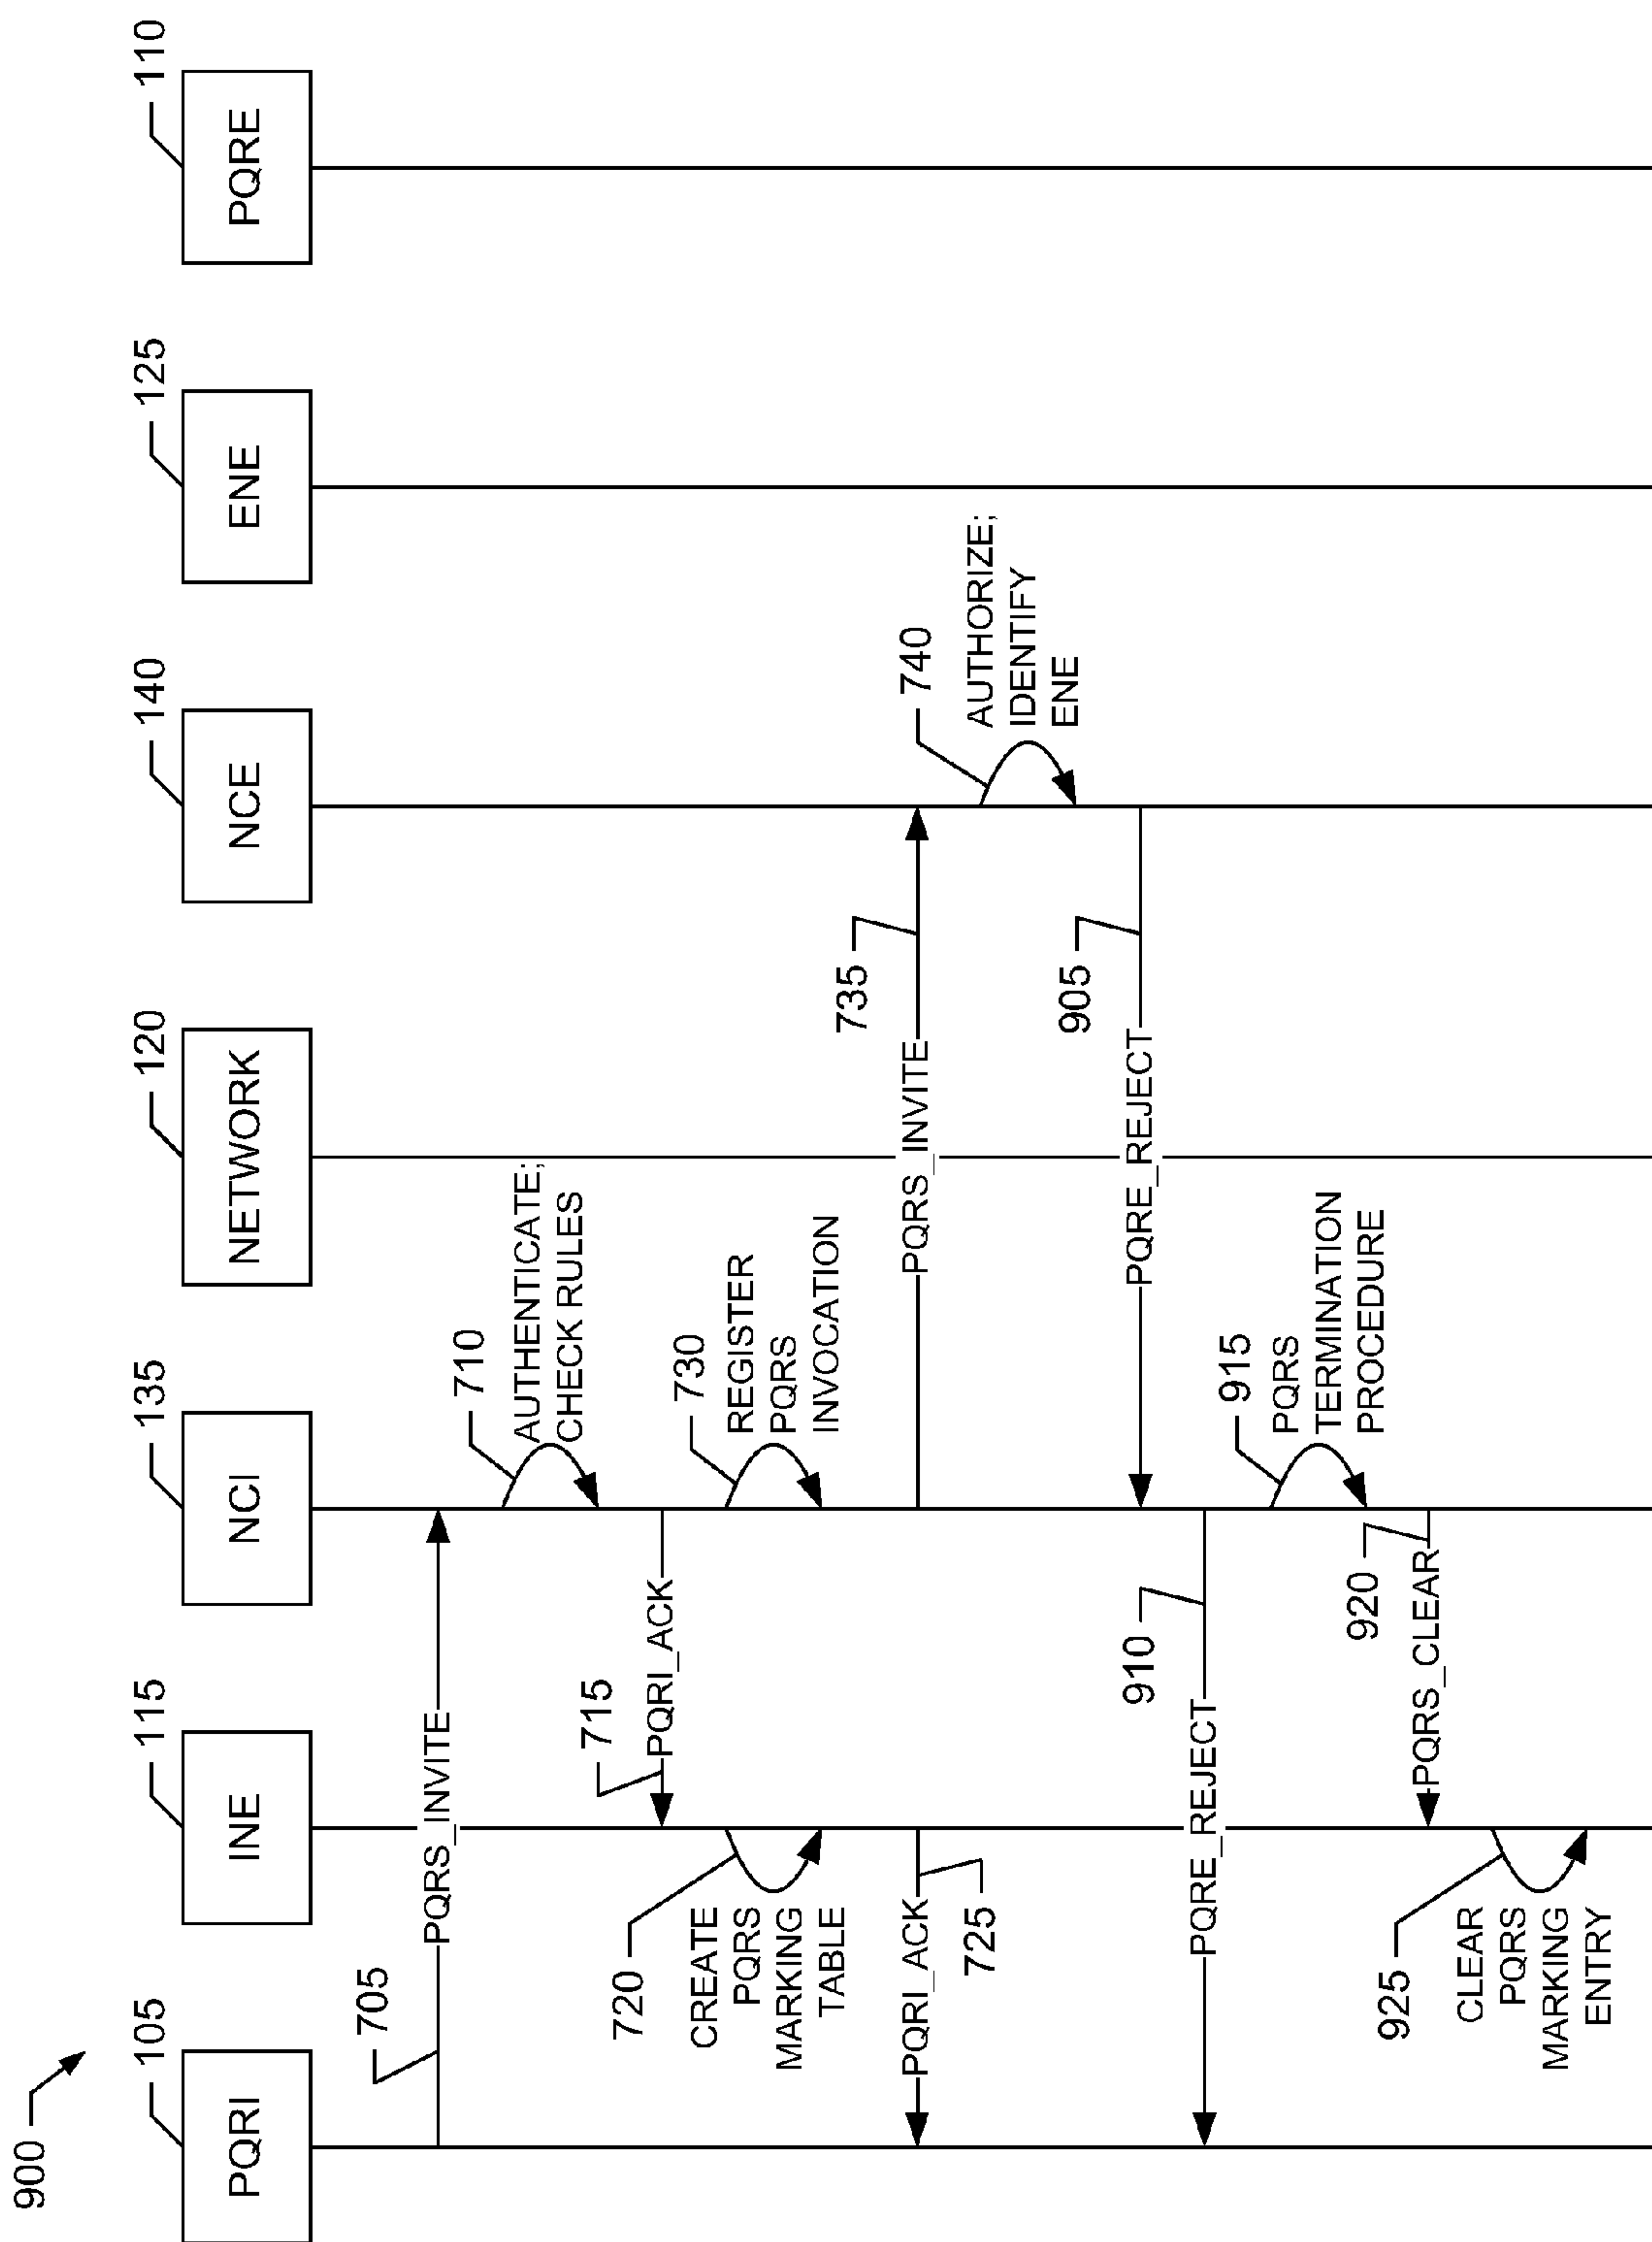 900
105
115
135
120
140
125
110
PQRI
INE
NCI
NETWORK
NCE
ENE
PQRE
705
PQRS_INVITE
710
AUTHENTICATE;
CHECK RULES
715
PQRI_ACK
720
CREATE
PQRS
MARKING
TABLE
730
REGISTER
PQRS
INVOCATION
PQRI_ACK
725
PQRS_INVITE
735
740
AUTHORIZE;
IDENTIFY
ENE
PQRE_REJECT
905
PQRE_REJECT
910
915
PQRS
TERMINATION
PROCEDURE
920
PQRS_CLEAR
925
CLEAR
PQRS
MARKING
ENTRY